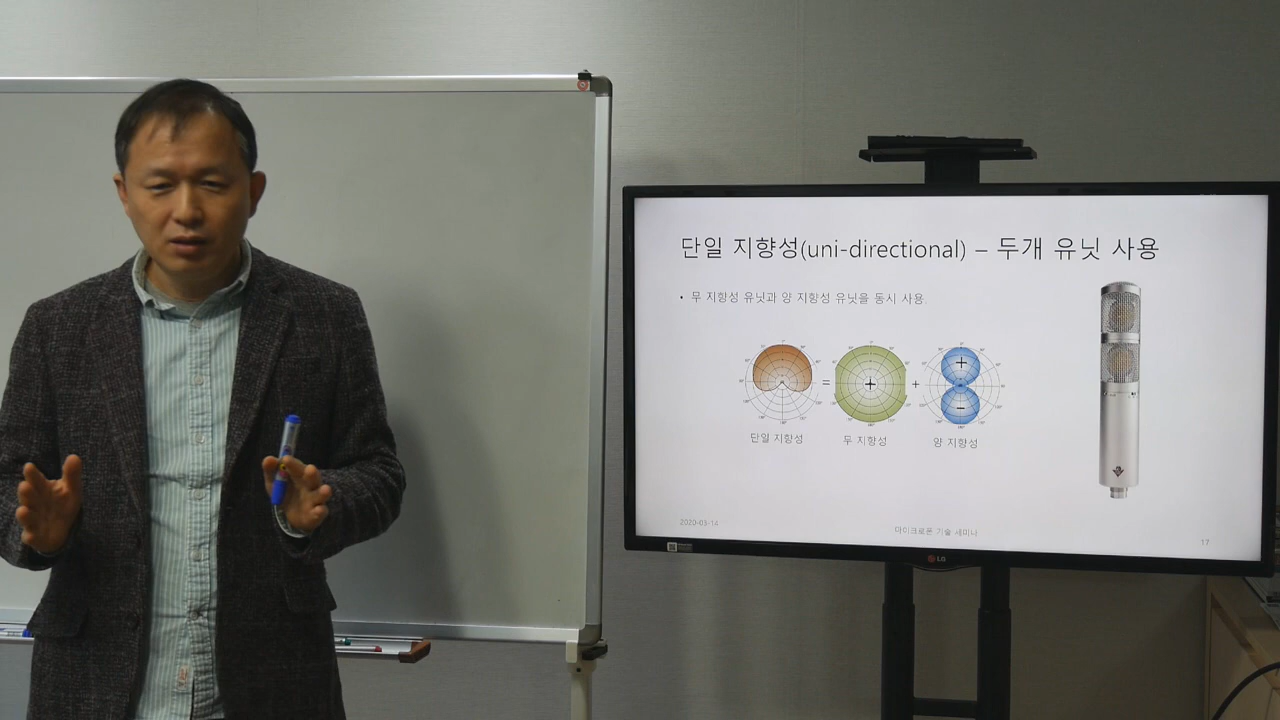 단일 지향성(uni-directional) – 두개 유닛 사용
• 무 지향성 유닛과 양 지향성 유닛을 동시 사용.
= + + + −
단일 지향성 무 지향성 양 지향성
2020-03-14 마이크로폰 기술 세미나 17
LG